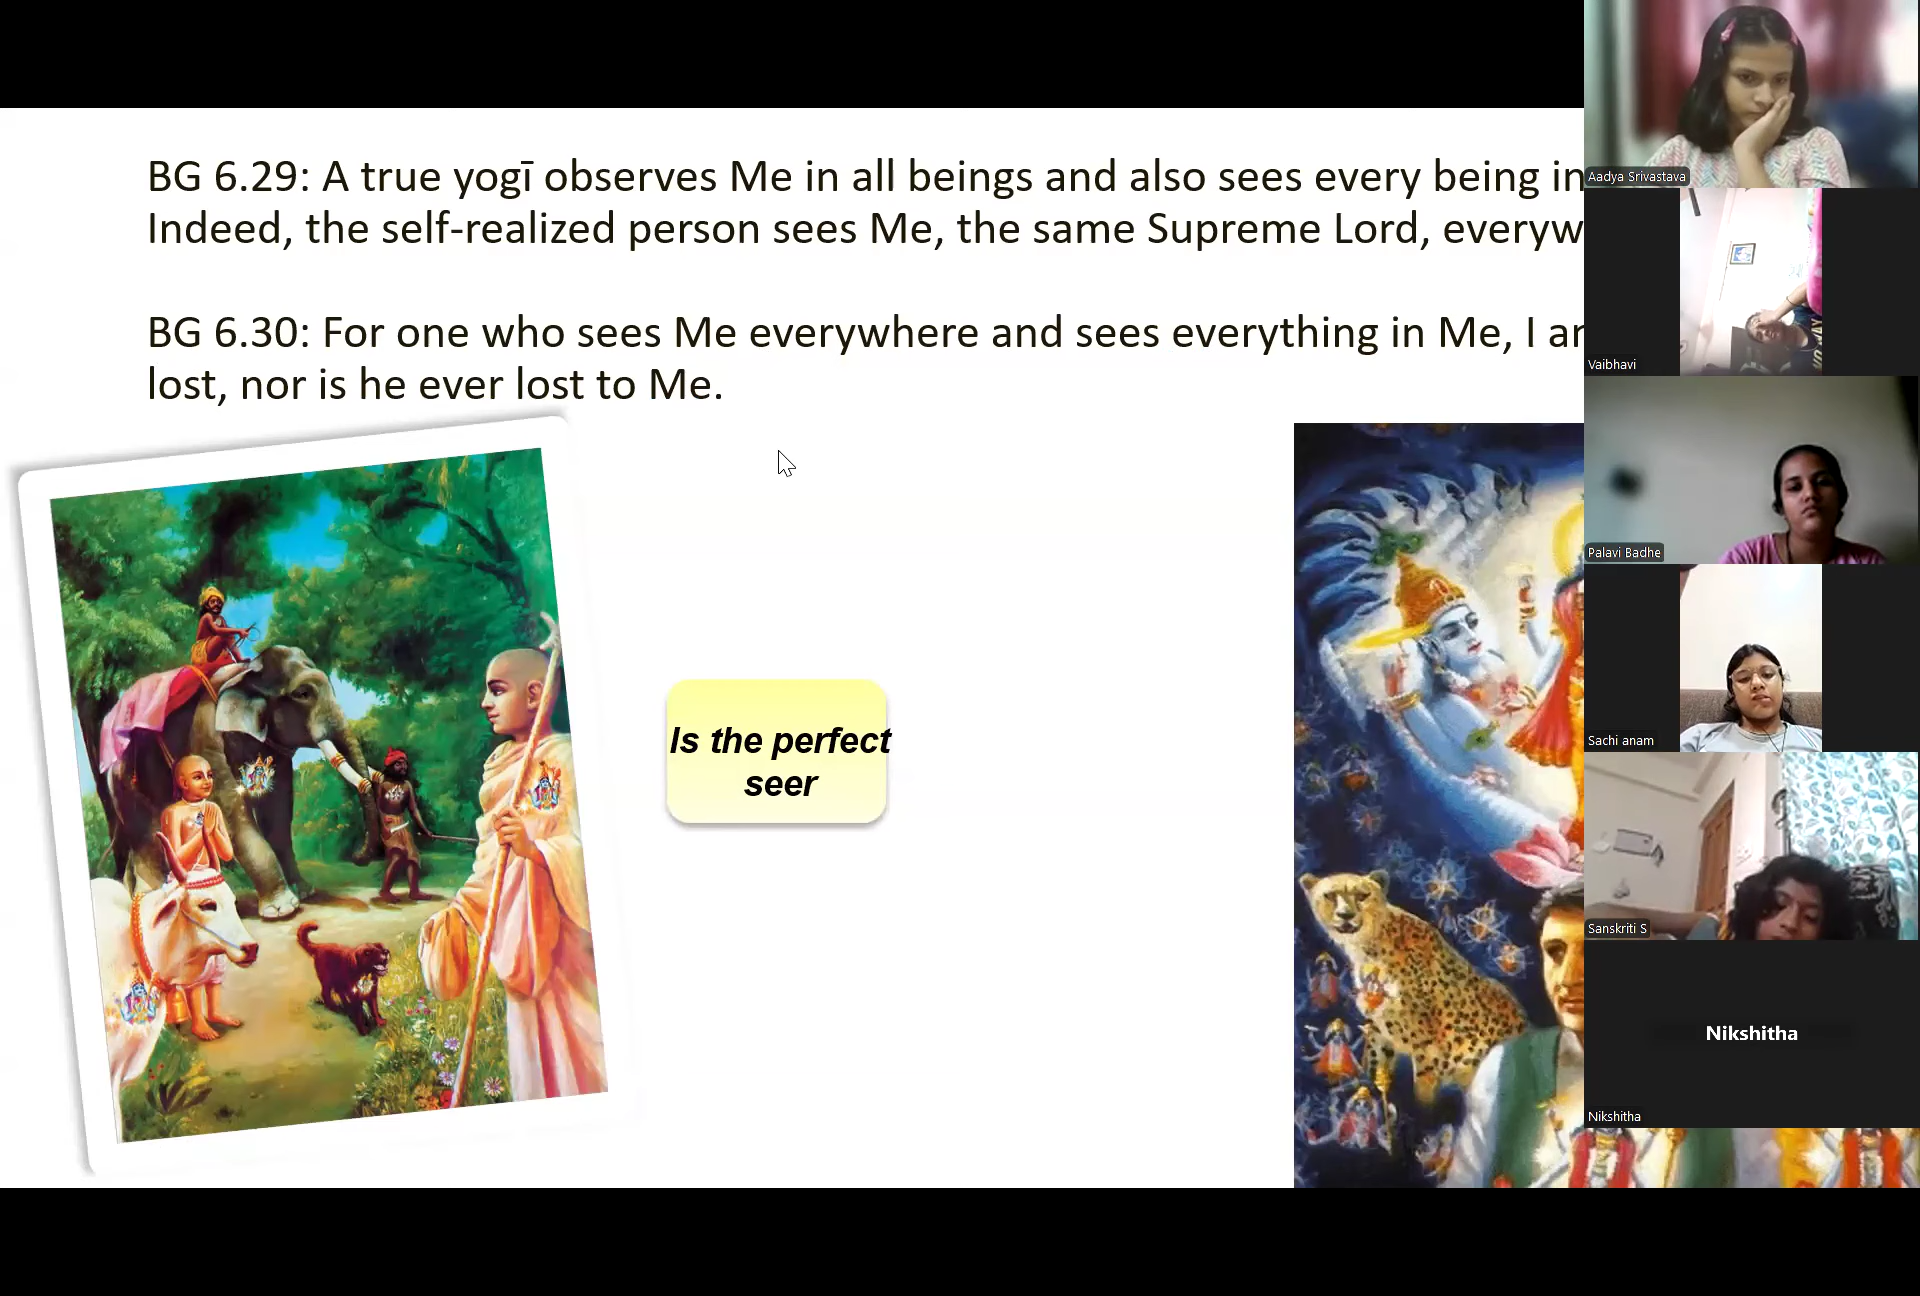 BG 6.29: A true yogī observes Me in all beings and also sees every being in
Indeed, the self-realized person sees Me, the same Supreme Lord, everyw
BG 6.30: For one who sees Me everywhere and sees everything in Me, I
lost, nor is he ever lost to Me.
Is the perfect
seer
Aadya Srivastava
Vaibhavi
Palavi Badhe
Sachi anam
Sanskriti S
Nikshitha
Nikshitha